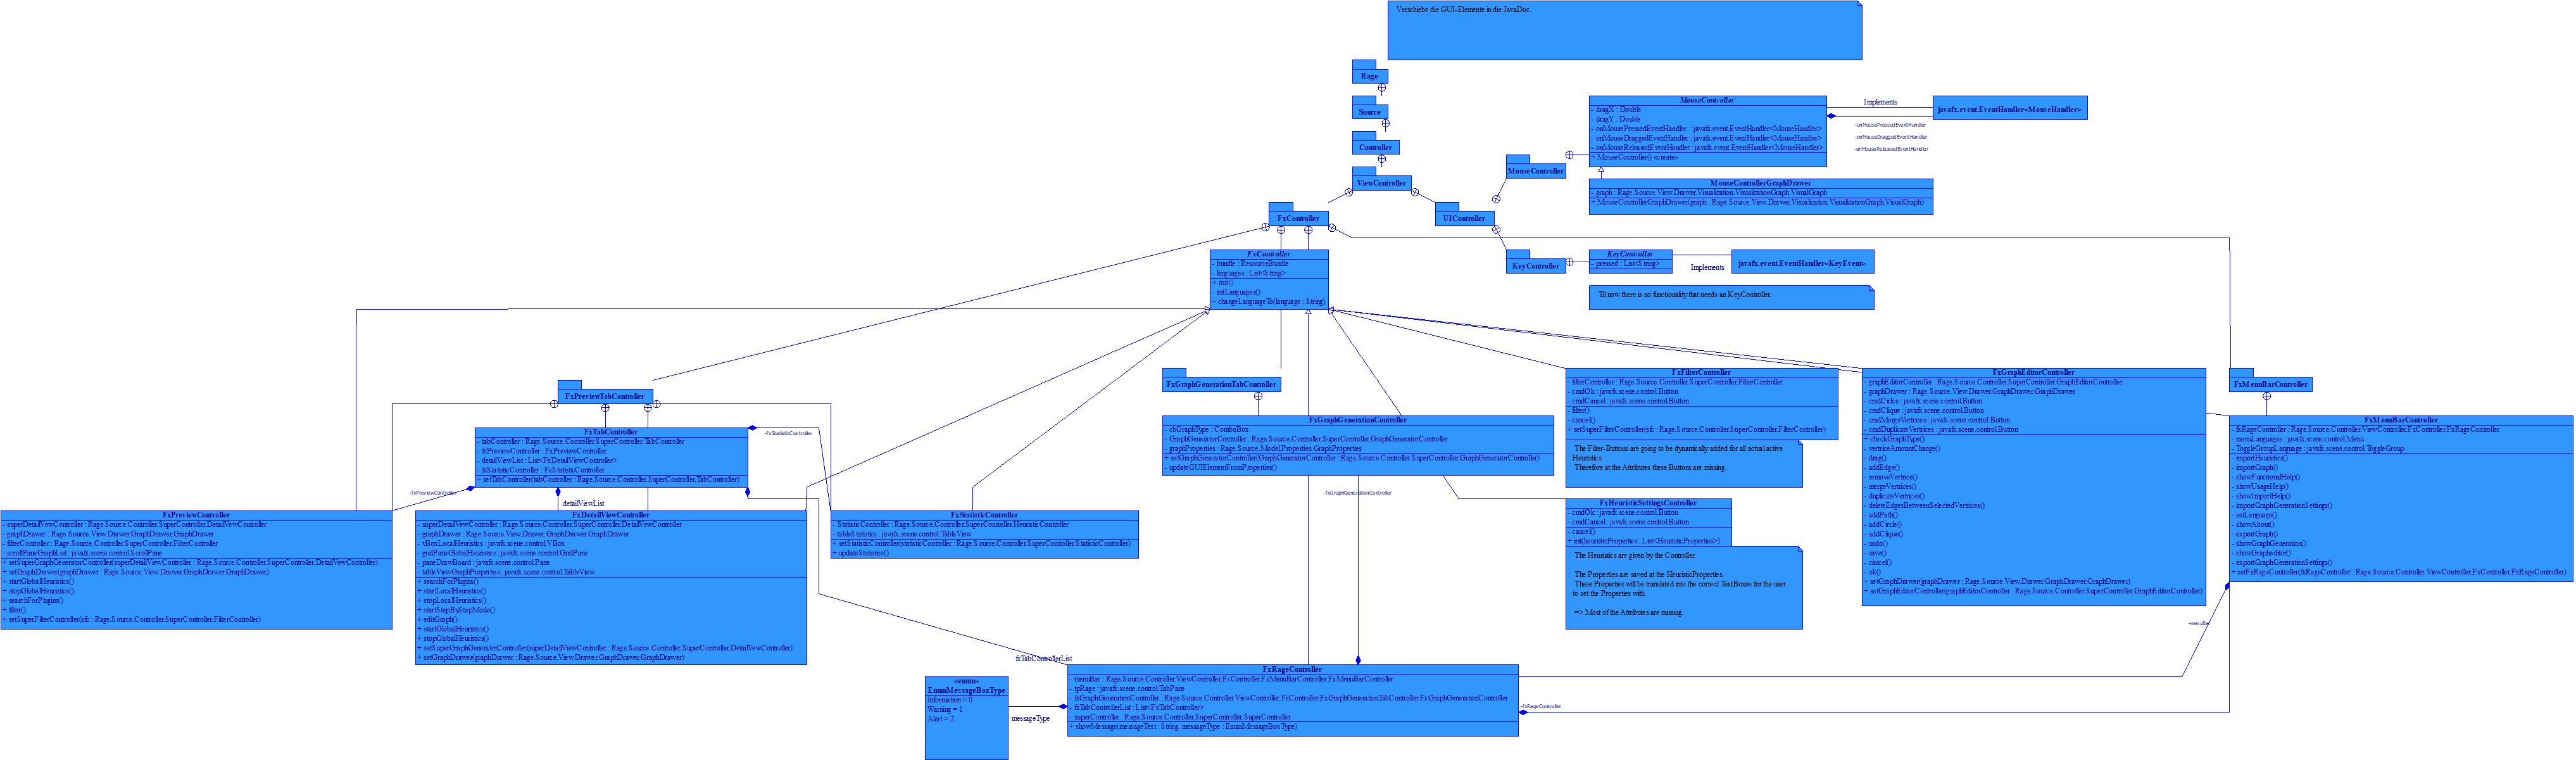 Verschiebe die GUI-Elemente in die JavaDoc.
Rage
Source
Controller
ViewController
FxController
UIController
MouseController
MouseController
- dragX : Double
- dragY : Double
- onMousePressedEventHandler : javafx.event.EventHandler<MouseHandler>
- onMouseDraggedEventHandler : javafx.event.EventHandler<MouseHandler>
- onMouseReleasedEventHandler : javafx.event.EventHandler<MouseHandler>
+ MouseController() «create»
Implements
javafx.event.EventHandler<MouseHandler>
-onMousePressedEventHandler
-onMouseDraggedEventHandler
-onMouseReleasedEventHandler
MouseControllerGraphDrawer
- graph : Rage.Source.View.Drawer.Visualization.VisualizationGraph.VisualGraph
+ MouseControllerGraphDrawer(graph : Rage.Source.View.Drawer.Visualization.VisualizationGraph.VisualGraph)
KeyController
KeyController
- pressed : List<String>
Implements
javafx.event.EventHandler<KeyEvent>
Til now there is no functionality that needs an KeyController.
FxController
- bundle : ResourceBundle
- languages : List<String>
+ init()
- initLanguages()
+ changeLanguageTo(language : String)
FxPreviewTabController
FxGraphGenerationTabController
FxMenuBarController
FxTabController
- tabController : Rage.Source.Controller.SuperController.TabController
- fxPreviewController : FxPreviewController
- detailViewList : List<FxDetailViewController>
- fxStatisticController : FxStatisticController
+ setTabController(tabController : Rage.Source.Controller.SuperController.TabController)
-fxStatisticController
-fxPreviewController
detailViewList
FxPreviewController
- superDetailVewController : Rage.Source.Controller.SuperController.DetailVewController
- graphDrawer : Rage.Source.View.Drawer.GraphDrawer.GraphDrawer
- filterController : Rage.Source.Controller.SuperController.FilterController
- scrollPaneGraphList : javafx.scene.control.ScrollPane
+ setSuperGraphGeneratorController(superDetailViewController : Rage.Source.Controller.SuperController.DetailVewController)
+ setGraphDrawer(graphDrawer : Rage.Source.View.Drawer.GraphDrawer.GraphDrawer)
+ startGlobalHeuristics()
+ stopGlobalHeuristics()
+ searchForPlugins()
+ filter()
+ setSuperFilterController(sfc : Rage.Source.Controller.SuperController.FilterController)
FxDetailViewController
- superDetailVewController : Rage.Source.Controller.SuperController.DetailVewController
- graphDrawer : Rage.Source.View.Drawer.GraphDrawer.GraphDrawer
- vBoxLocalHeuristics : javafx.scene.control.VBox
- gridPaneGlobalHeuristics : javafx.scene.control.GridPane
- paneDrawBoard : javafx.scene.control.Pane
- tableViewGraphProperties : javafx.scene.control.TableView
+ searchForPlugins()
+ startLocalHeuristics()
+ stopLocalHeuristics()
+ startStepByStepMode()
+ editGraph()
+ startGlobalHeuristics()
+ stopGlobalHeuristics()
+ setSuperGraphGeneratorController(superDetailViewController : Rage.Source.Controller.SuperController.DetailVewController)
+ setGraphDrawer(graphDrawer : Rage.Source.View.Drawer.GraphDrawer.GraphDrawer)
FxStatisticController
- StatisticController : Rage.Source.Controller.SuperController.HeuristicController
- tableStatistics : javafx.scene.control.TableView
+ setStatisticController(statisticController : Rage.Source.Controller.SuperController.StatisticController)
+ updateStatistics()
FxGraphGenerationController
- cbGraphType : ComboBox
- GraphGeneratorController : Rage.Source.Controller.SuperController.GraphGeneratorController
- graphProperties : Rage.Source.Model.Properties.GraphProperties
+ setGraphGeneratorController(GraphGeneratorController : Rage.Source.Controller.SuperController.GraphGeneratorController)
- updateGUIElementFromProperties()
-fxGraphGenerationController
FxFilterController
- filterController : Rage.Source.Controller.SuperController.FilterController
- cmdOk : javafx.scene.control.Button
- cmdCancel : javafx.scene.control.Button
- filter()
- cancel()
+ setSuperFilterController(sfc : Rage.Source.Controller.SuperController.FilterController)
The Filter-Buttons are going to be dynamically added for all actual active
Heuristics.
Therefore at the Attributes these Buttons are missing.
FxHeuristicSettingsController
- cmdOk : javafx.scene.control.Button
- cmdCancel : javafx.scene.control.Button
- cancel()
+ init(heuristicProperties : List<HeuristicProperties>)
The Heuristics are given by the Controller.
The Properties are saved at the HeuristicProperties.
These Properties will be translated into the correct TextBoxes for the user
to set the Properties with.
=> Most of the Attributes are missing.
FxGraphEditorController
- graphEditorController : Rage.Source.Controller.SuperController.GraphEditorController
- graphDrawer : Rage.Source.View.Drawer.GraphDrawer.GraphDrawer
- cmdCirlce : javafx.scene.control.Button
- cmdClique : javafx.scene.control.Button
- cmdMergeVertices : javafx.scene.control.Button
- cmdDuplicateVertices : javafx.scene.control.Button
+ checkGraphType()
- vertriceAmountChange()
- drag()
- addEdge()
- removeVertrice()
- mergeVertices()
- duplicateVertices()
- deleteEdgesBetweenSelectedVertices()
- addPath()
- addCircle()
- addClique()
- undo()
- save()
- cancel()
- ok()
+ setGraphDrawer(graphDrawer : Rage.Source.View.Drawer.GraphDrawer.GraphDrawer)
+ setGraphEditorController(graphEditorController : Rage.Source.Controller.SuperController.GraphEditorController)
FxMenuBarController
- fxRageController : Rage.Source.Controller.ViewController.FxController.FxRageController
- menuLanguages : javafx.scene.control.Menu
- ToggleGroupLanguage : javafx.scene.control.ToggleGroup
- importHeuristics()
- importGraph()
- showFunctionalHelp()
- showUsageHelp()
- showImportHelp()
- importGraphGenerationSettings()
- setLanguage()
- showAbout()
- exportGraph()
- showGraphGeneration()
- showGrapheditor()
- exportGraphGenerationSettings()
+ setFxRageController(fxRageController : Rage.Source.Controller.ViewController.FxController.FxRageController)
-menuBar
fxTabControllerList
«enum»
EnumMessageBoxType
Information = 0
Warning = 1
Alert = 2
messageType
FxRageController
- menuBar : Rage.Source.Controller.ViewController.FxController.FxMenuBarController.FxMenuBarController
- tpRage : javafx.scene.control.TabPane
- fxGraphGenerationController : Rage.Source.Controller.ViewController.FxController.FxGraphGenerationTabController.FxGraphGenerationController
- fxTabControllerList : List<FxTabController>
- superController : Rage.Source.Controller.SuperController.SuperController
+ showMessage(messageText : String, messageType : EnumMessageBoxType)
-fxRageController